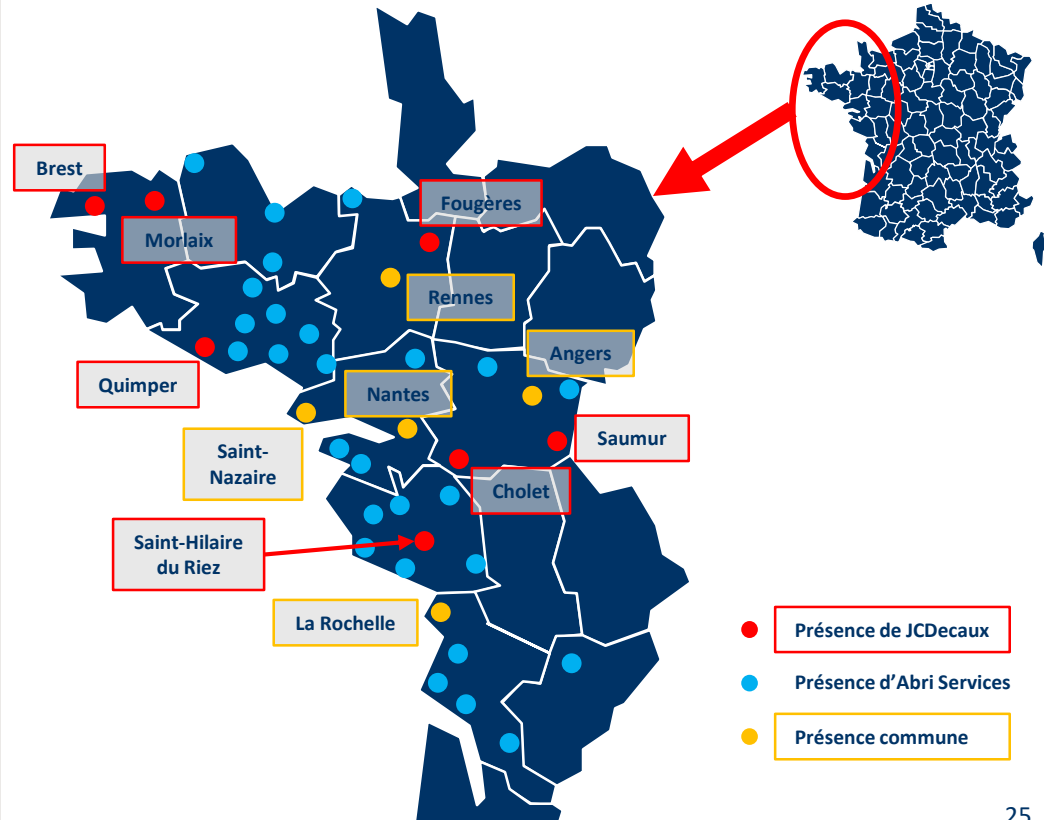 Brest
Fougères
Morlaix
Rennes
Angers
Quimper
Nantes
Saint-
Nazaire
Saumur
Cholet
Saint-Hilaire
du Riez
La Rochelle
Présence de JCDecaux
Présence d'Abri Services
Présence commune
25